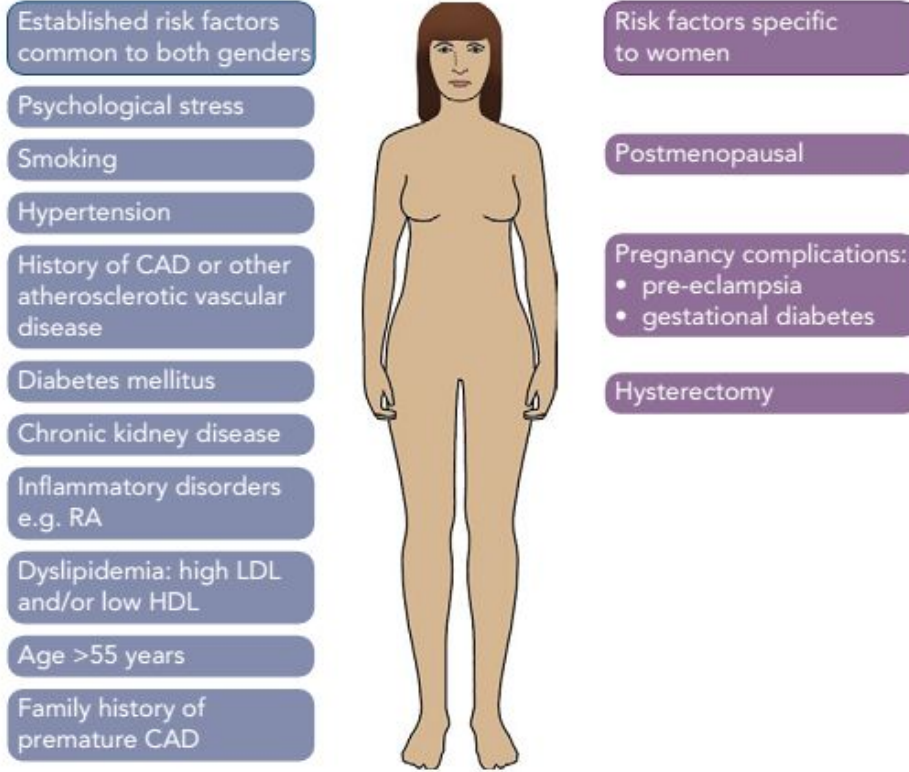 Established risk factors
common to both genders
Psychological stress
Smoking
Hypertension
History of CAD or other
atherosclerotic vascular
disease
Diabetes mellitus
Chronic kidney disease
Inflammatory disorders
e.g. RA
Dyslipidemia: high LDL
and/or low HDL
Age >55 years
Family history of
premature CAD
Risk factors specific
to women
Postmenopausal
Pregnancy complications:
• pre-eclampsia
• gestational diabetes
Hysterectomy